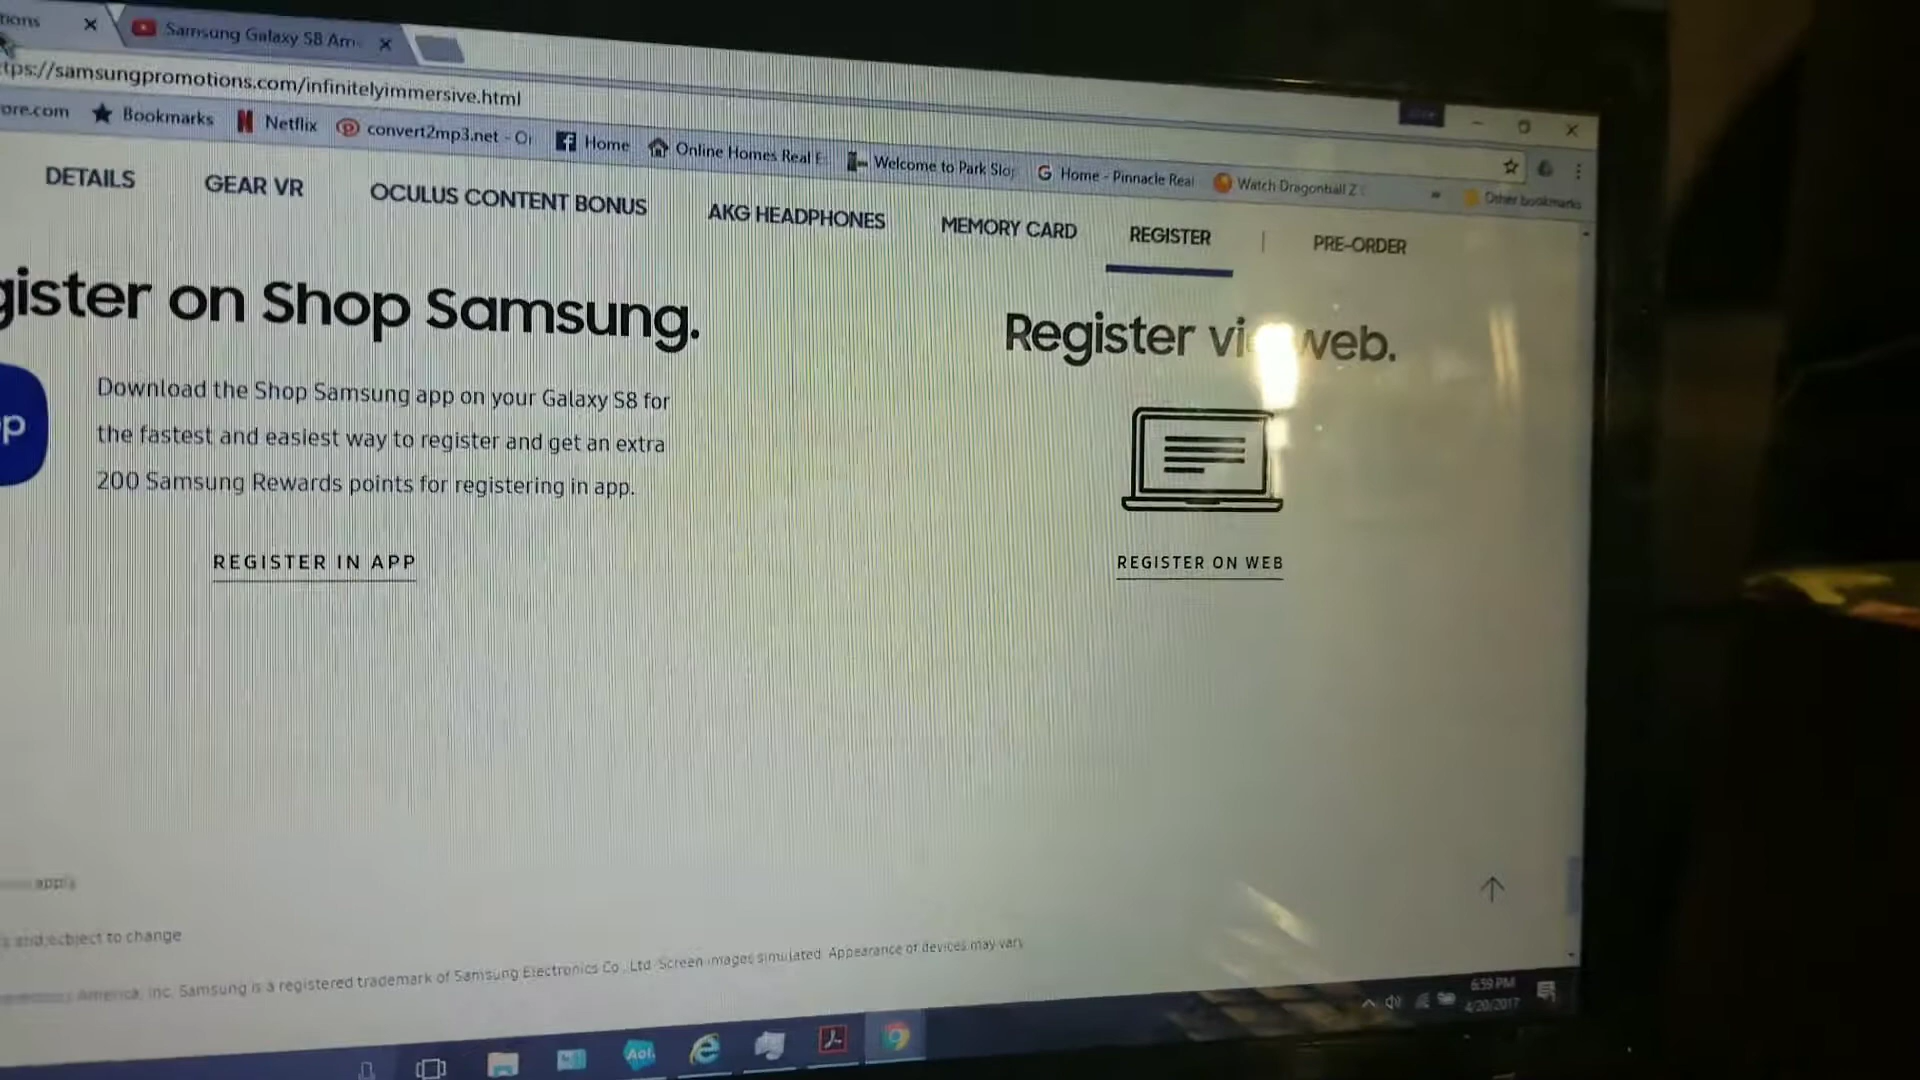 tions
Samsung Galaxy S8 Am
tps://samsungpromotions.com/infinitelyimmersive.html
ore.com
Bookmarks
Netflix
convert2mp3.net - Or
Home
Online Homes Real E
Welcome to Park Slop
Home - Pinnacle Real
Watch Dragonball Z
Other bookmarks
DETAILS
GEAR VR
OCULUS CONTENT BONUS
AKG HEADPHONES
MEMORY CARD
REGISTER
PRE-ORDER
gister on Shop Samsung.
Register via web.
p
Download the Shop Samsung app on your Galaxy S8 for
the fastest and easiest way to register and get an extra
200 Samsung Rewards points for registering in app.
REGISTER IN APP
REGISTER ON WEB
apply
subject to change
America, Inc. Samsung is a registered trademark of Samsung Electronics Co., Ltd. Screen images simulated. Appearance of devices may vary
6:59 PM
4/20/2017
Aol.